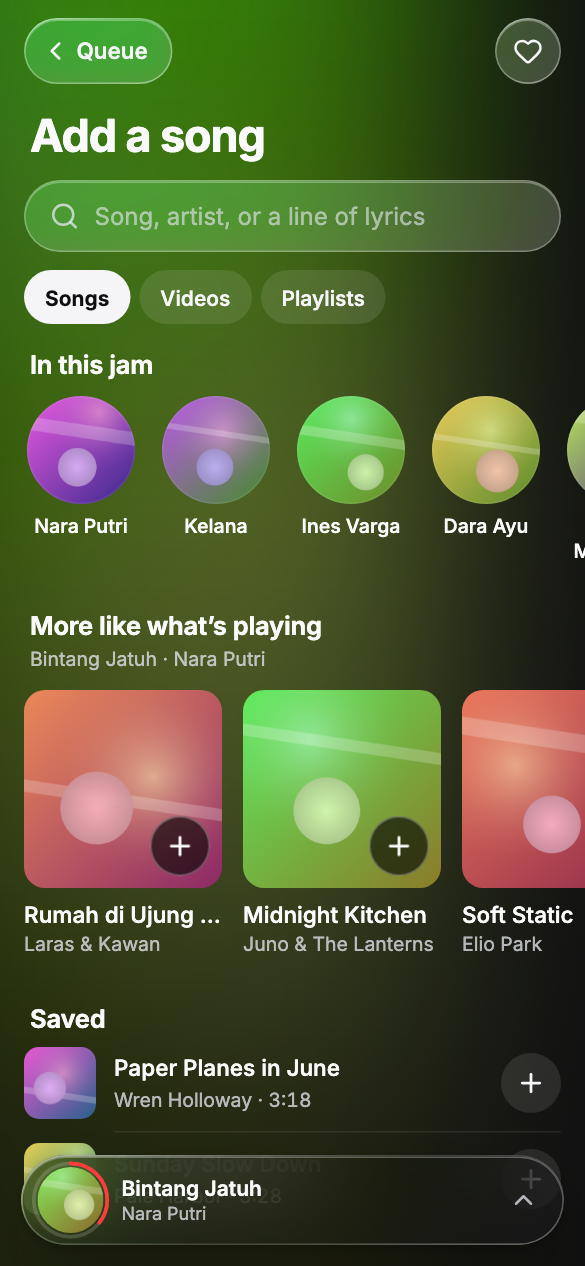 Queue
Add a song
Song, artist, or a line of lyrics
Songs
Videos
Playlists
In this jam
Nara Putri
Kelana
Ines Varga
Dara Ayu
M
More like what’s playing
Bintang Jatuh · Nara Putri
Rumah di Ujung ...
Midnight Kitchen
Soft Static
Laras & Kawan
Juno & The Lanterns
Elio Park
Saved
Paper Planes in June
Wren Holloway · 3:18
Sunday Slow Down
Bintang Jatuh
Nara Putri